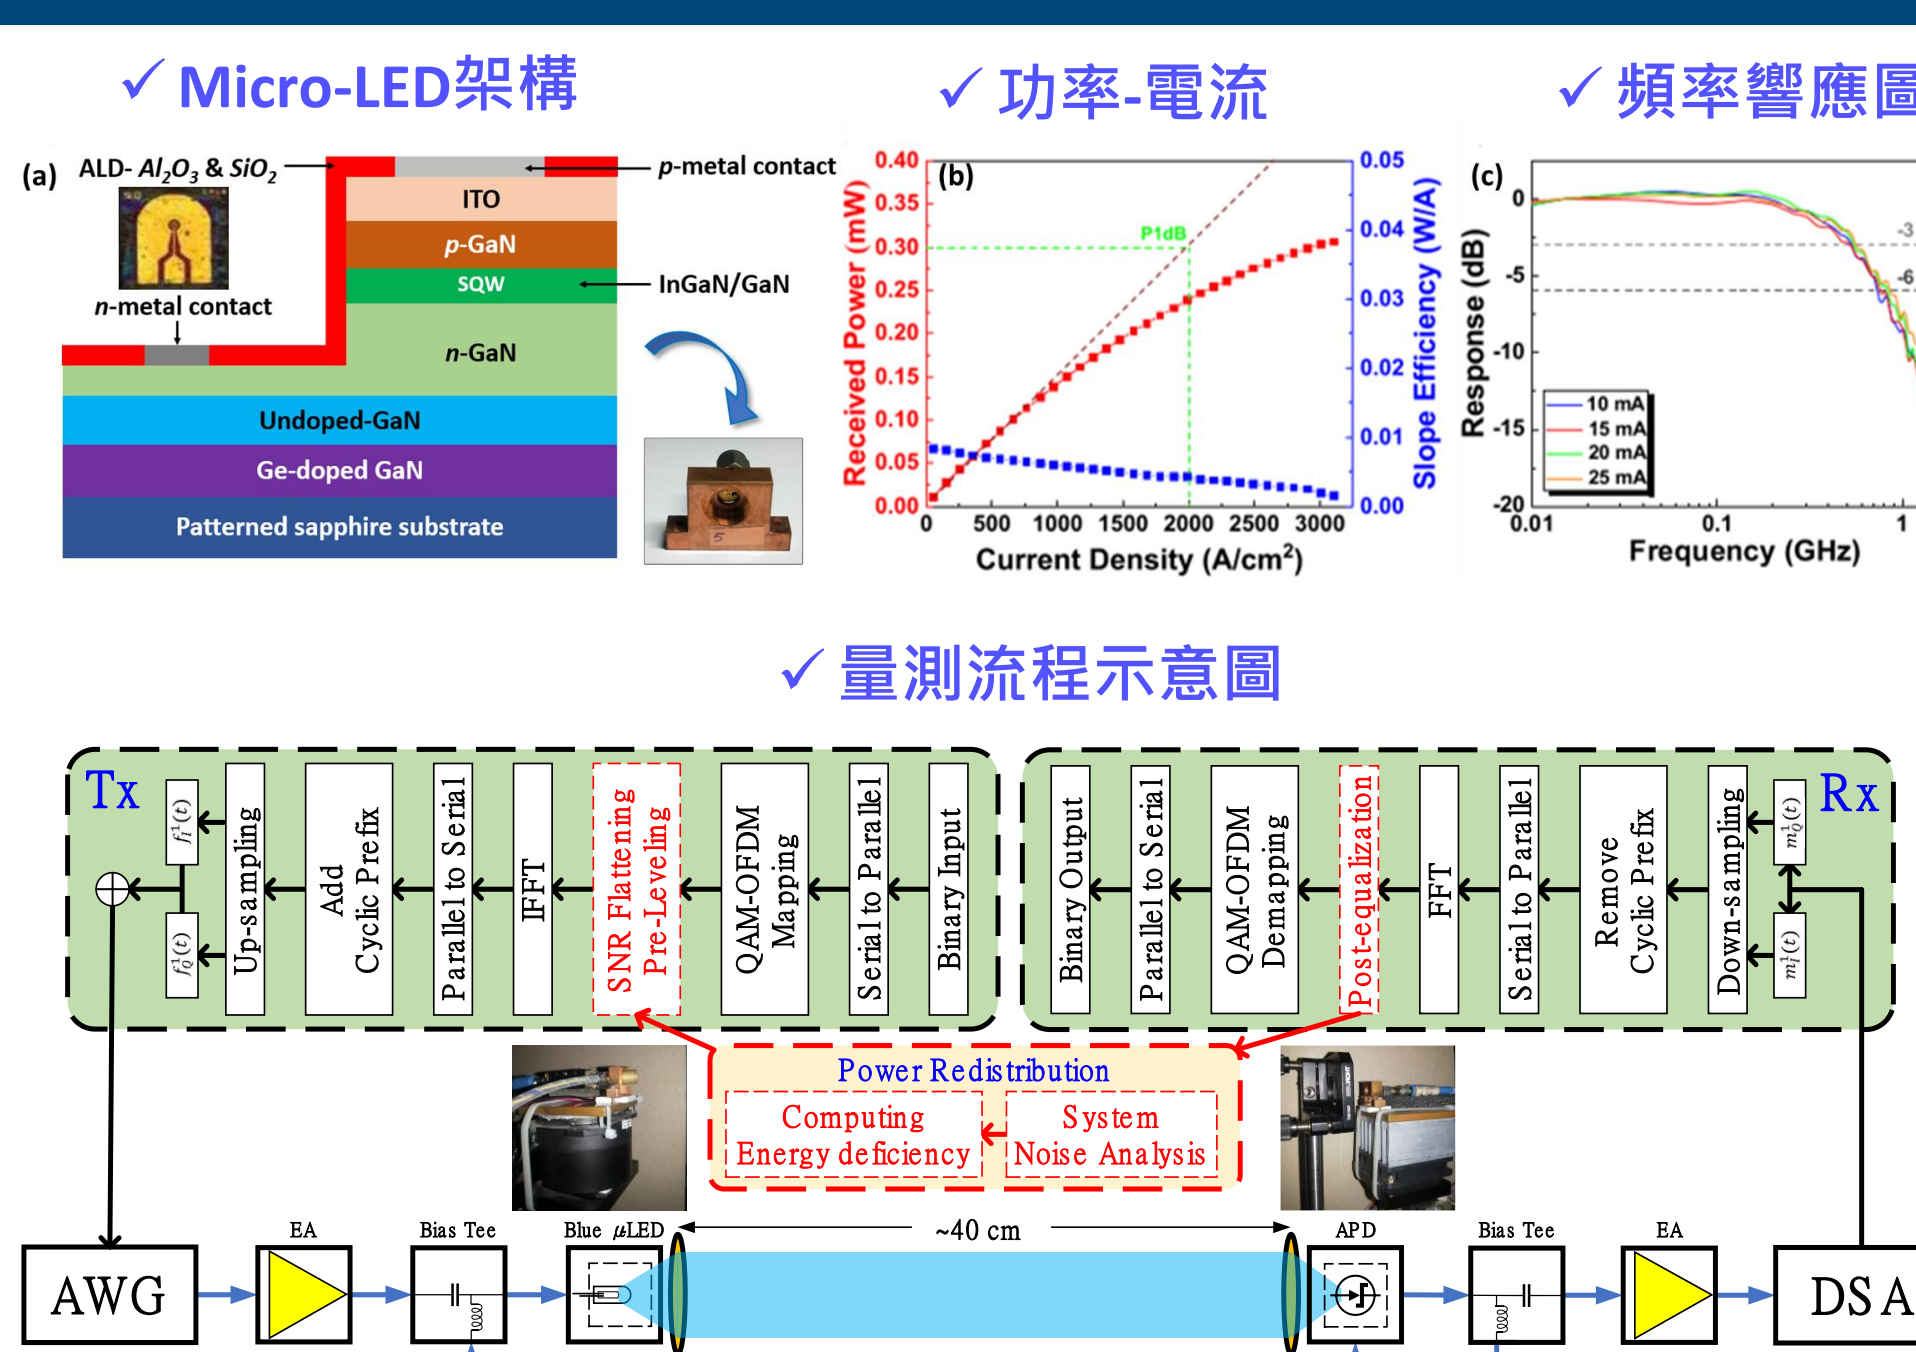 ✓ Micro-LED架構
✓ 功率-電流
✓ 頻率響應圖
(a)
ALD- Al₂O₃ & SiO₂
p-metal contact
ITO
p-GaN
SQW
InGaN/GaN
n-metal contact
n-GaN
Undoped-GaN
Ge-doped GaN
Patterned sapphire substrate
5
(b)
Received Power (mW)
0.40
0.35
0.30
0.25
0.20
0.15
0.10
0.05
0.00
P1dB
0.05
0.04
0.03
0.02
0.01
0.00
Slope Efficiency (W/A)
0 500 1000 1500 2000 2500 3000
Current Density (A/cm²)
(c)
Response (dB)
0
-5
-10
-15
-20
-3
-6
10 mA
15 mA
20 mA
25 mA
0.01 0.1 1
Frequency (GHz)
✓ 量測流程示意圖
Tx
f¹I(t)
f¹Q(t)
Up-sampling
Add
Cyclic Prefix
Parallel to Serial
IFFT
SNR Flattening
Pre-Leveling
QAM-OFDM
Mapping
Serial to Parallel
Binary Input
Binary Output
Parallel to Serial
QAM-OFDM
Demapping
Post-equalization
FFT
Serial to Parallel
Remove
Cyclic Prefix
Down-sampling
m¹Q(t)
m¹I(t)
Rx
Power Redistribution
Computing
Energy deficiency
System
Noise Analysis
EA
Bias Tee
Blue μLED
~40 cm
APD
Bias Tee
EA
AWG
DSA